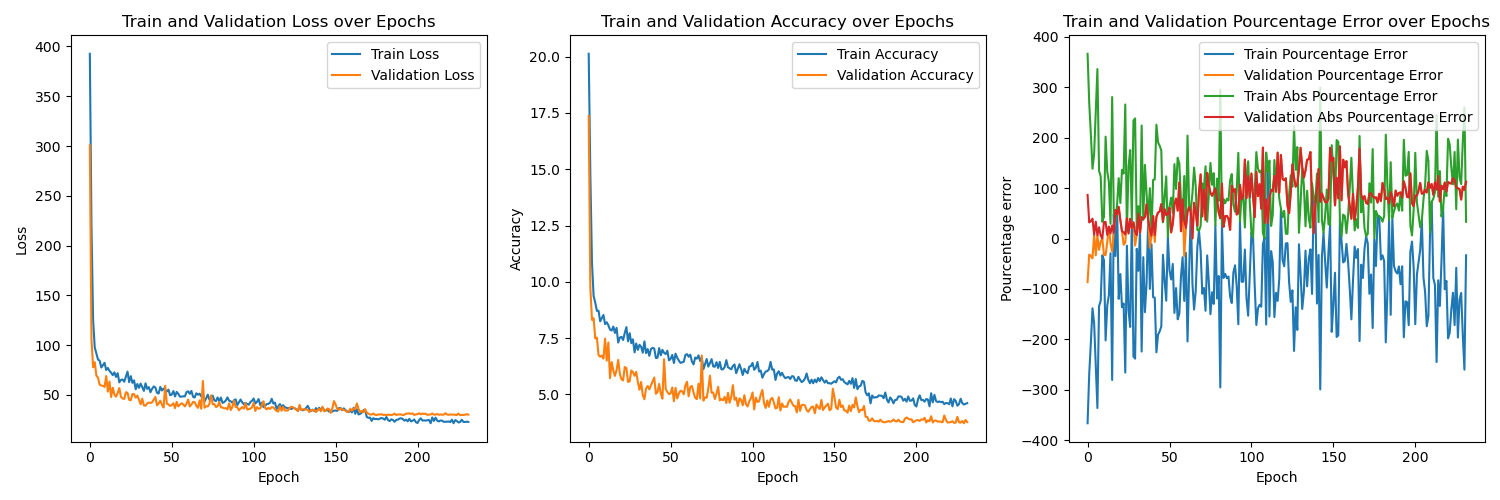 Train and Validation Loss over Epochs
400
350
300
250
200
150
100
50
0
50
100
150
200
Loss
Epoch
Train Loss
Validation Loss
Train and Validation Accuracy over Epochs
20.0
17.5
15.0
12.5
10.0
7.5
5.0
0
50
100
150
200
Accuracy
Epoch
Train Accuracy
Validation Accuracy
Train and Validation Pourcentage Error over Epochs
400
300
200
100
0
−100
−200
−300
−400
0
50
100
150
200
Pourcentage error
Epoch
Train Pourcentage Error
Validation Pourcentage Error
Train Abs Pourcentage Error
Validation Abs Pourcentage Error